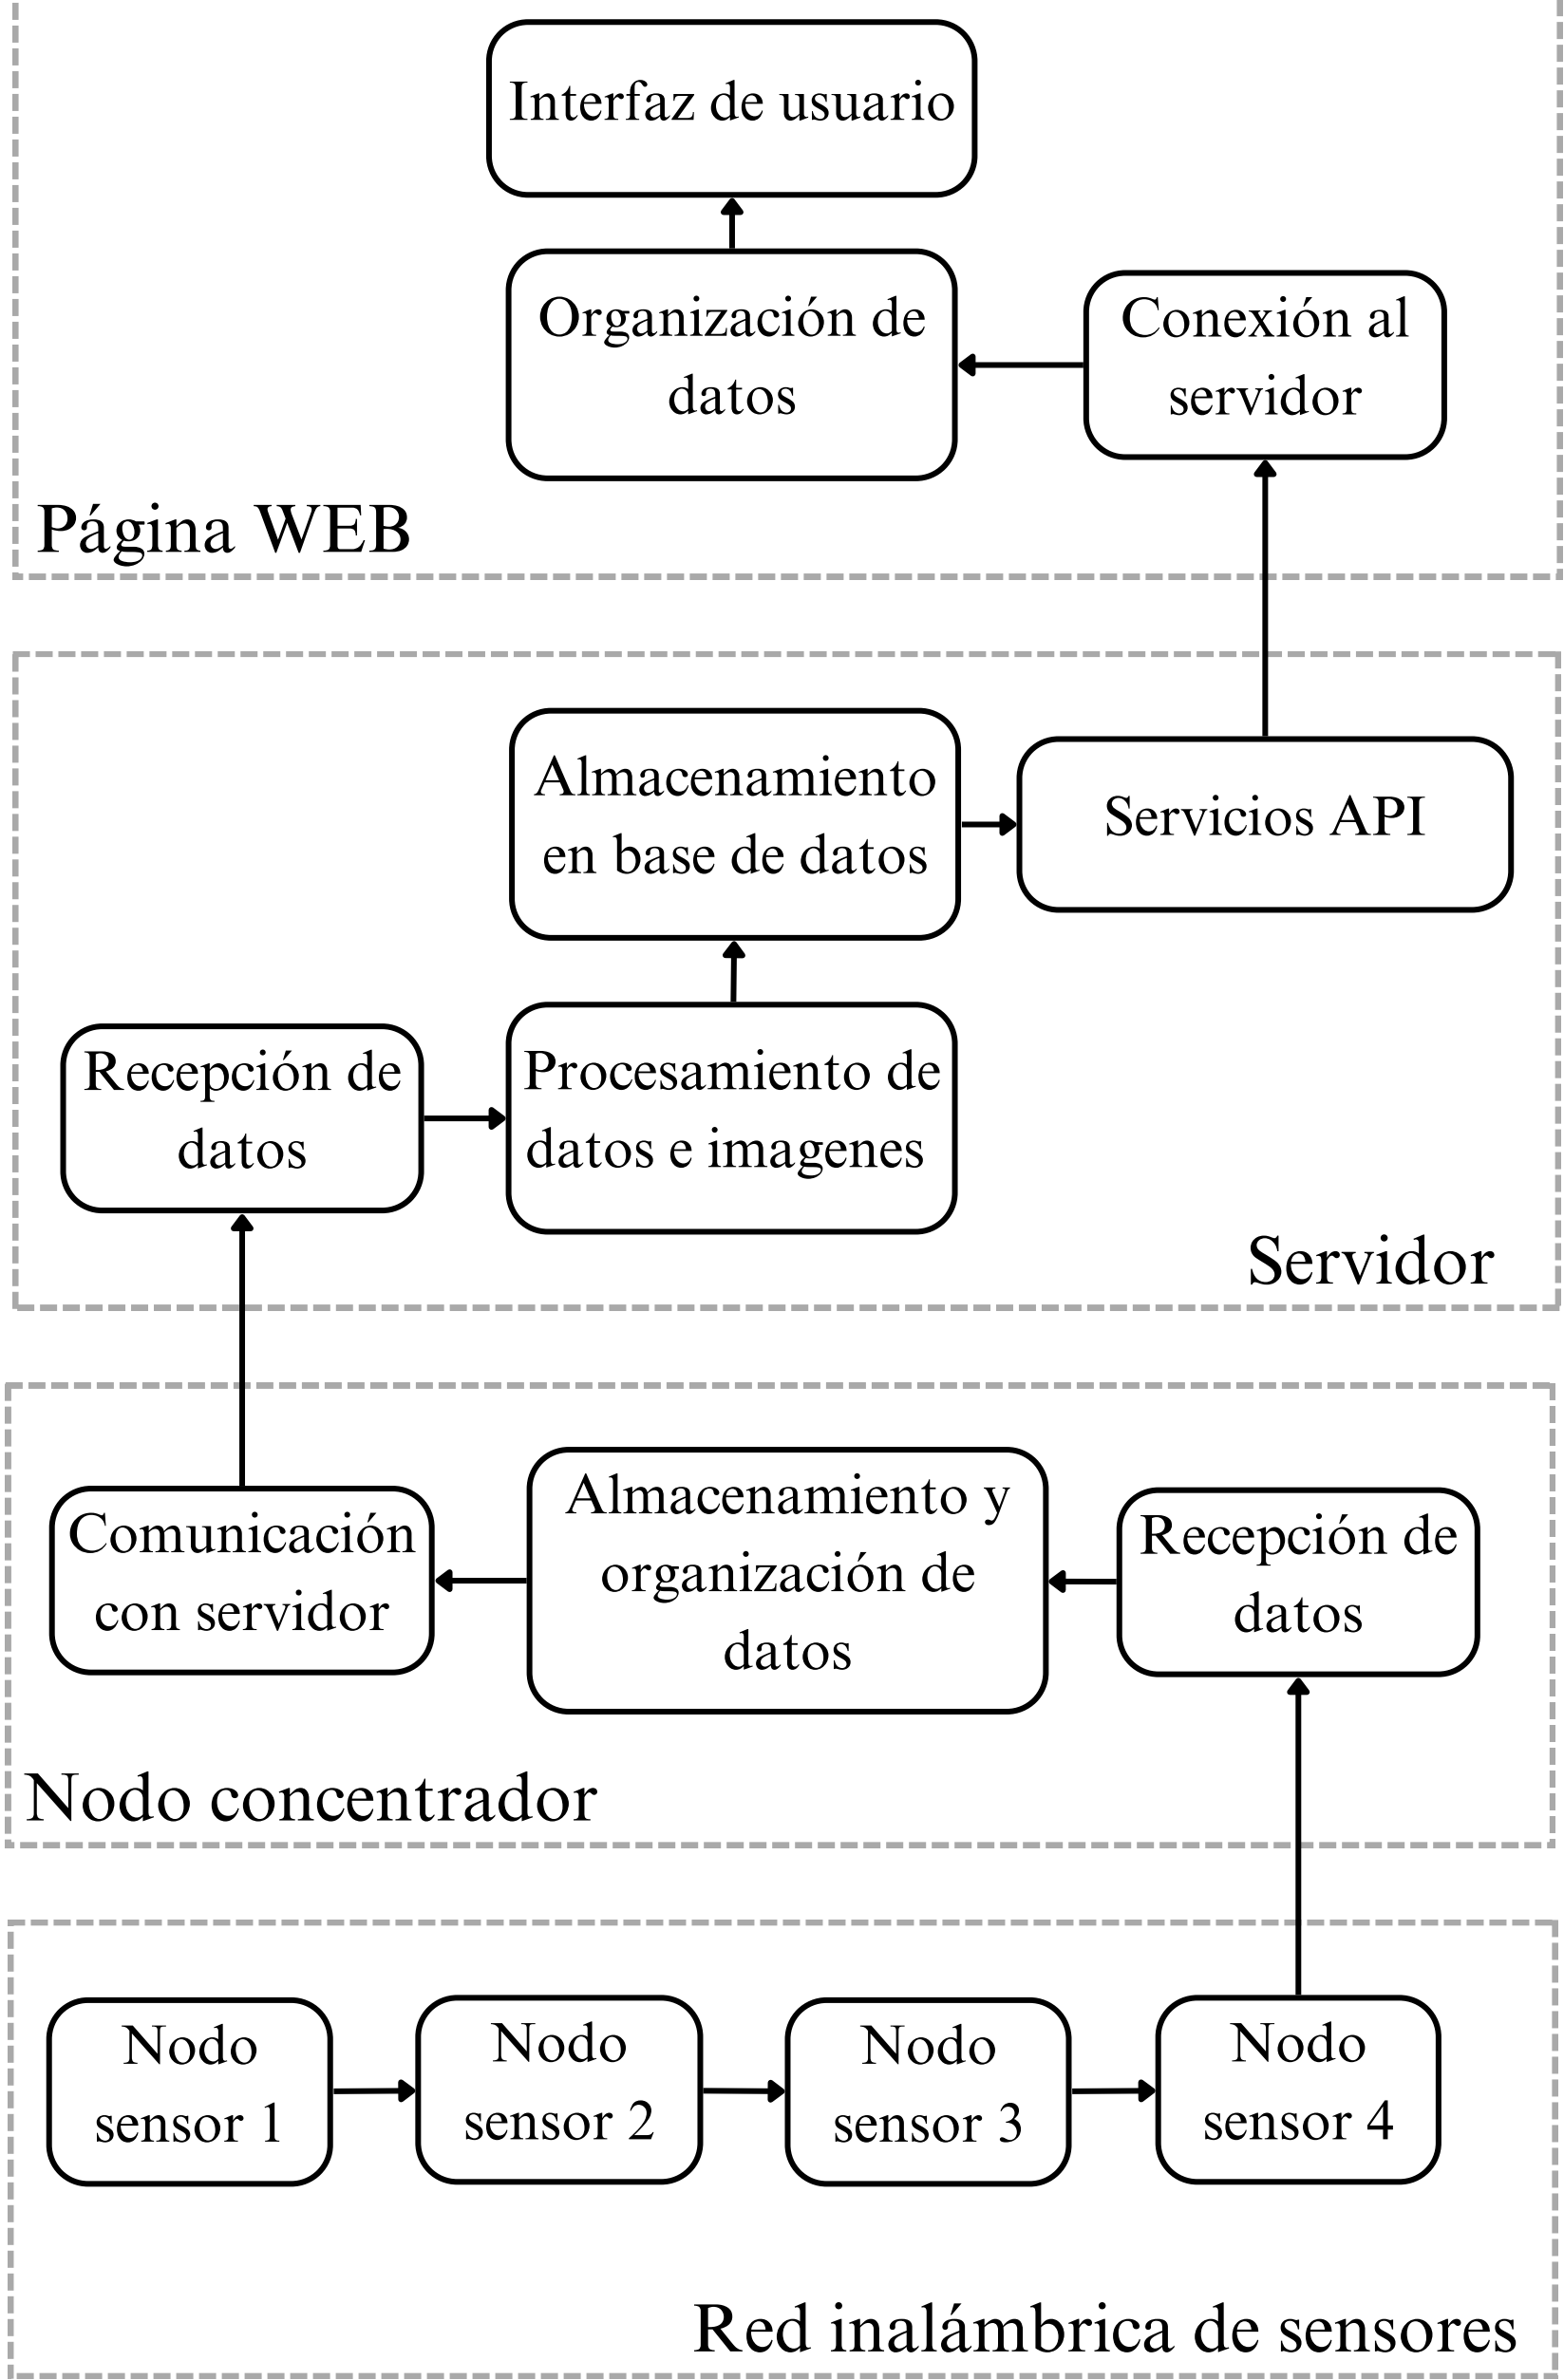 Interfaz de usuario
Organización de
datos
Conexión al
servidor
Página WEB
Almacenamiento
en base de datos
Servicios API
Recepción de
datos
Procesamiento de
datos e imagenes
Servidor
Comunicación
con servidor
Almacenamiento y
organización de
datos
Recepción de
datos
Nodo concentrador
Nodo
sensor 1
Nodo
sensor 2
Nodo
sensor 3
Nodo
sensor 4
Red inalámbrica de sensores